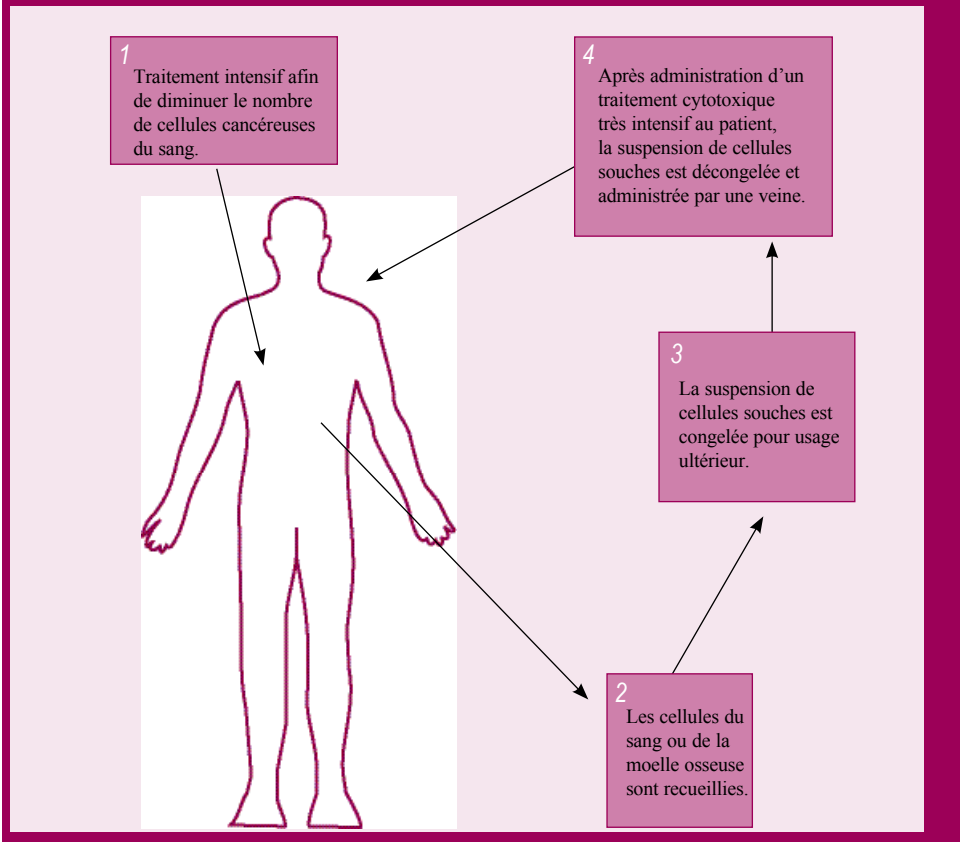 1
Traitement intensif afin
de diminuer le nombre
de cellules cancéreuses
du sang.
2
Les cellules du
sang ou de la
moelle osseuse
sont recueillies.
3
La suspension de
cellules souches est
congelée pour usage
ultérieur.
4
Après administration d’un
traitement cytotoxique
très intensif au patient,
la suspension de cellules
souches est décongelée et
administrée par une veine.